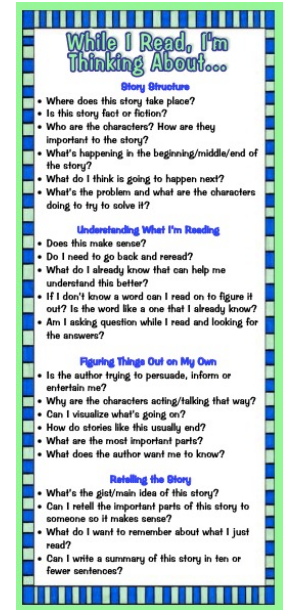 While I Read, I'm
Thinking About...
Story Structure
• Where does this story take place?
• Is this story fact or fiction?
• Who are the characters? How are they
important to the story?
• What's happening in the beginning/middle/end of
the story?
• What do I think is going to happen next?
• What's the problem and what are the characters
doing to try to solve it?
Understanding What I'm Reading
• Does this make sense?
• Do I need to go back and reread?
• What do I already know that can help me
understand this better?
• If I don't know a word can I read on to figure it
out? Is the word like a one that I already know?
• Am I asking question while I read and looking for
the answers?
Figuring Things Out on My Own
• Is the author trying to persuade, inform or
entertain me?
• Why are the characters acting/talking that way?
• Can I visualize what's going on?
• How do stories like this usually end?
• What are the most important parts?
• What does the author want me to know?
Retelling the Story
• What's the gist/main idea of this story?
• Can I retell the important parts of this story to
someone so it makes sense?
• What do I want to remember about what I just
read?
• Can I write a summary of this story in ten or
fewer sentences?